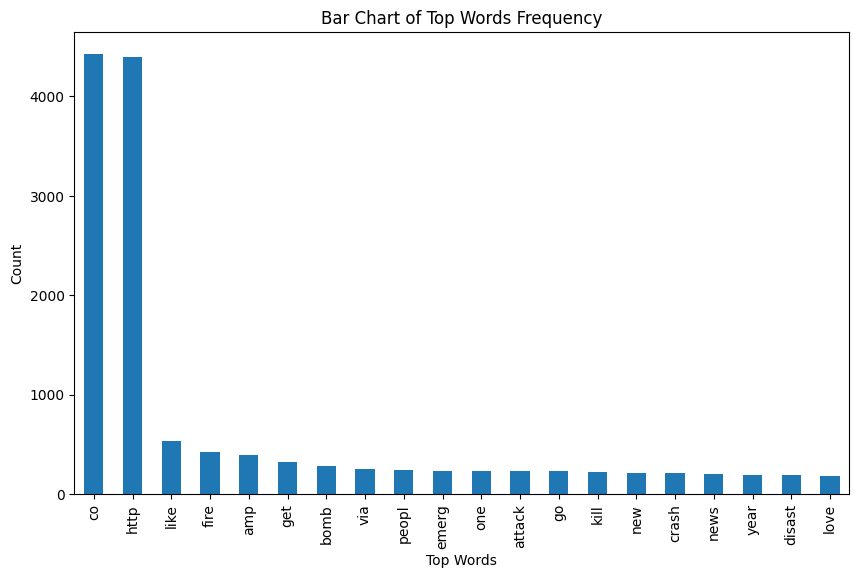 Bar Chart of Top Words Frequency
4000
3000
2000
1000
0
Count
co
http
like
fire
amp
get
bomb
via
peopl
emerg
one
attack
go
kill
new
crash
news
year
disast
love
Top Words